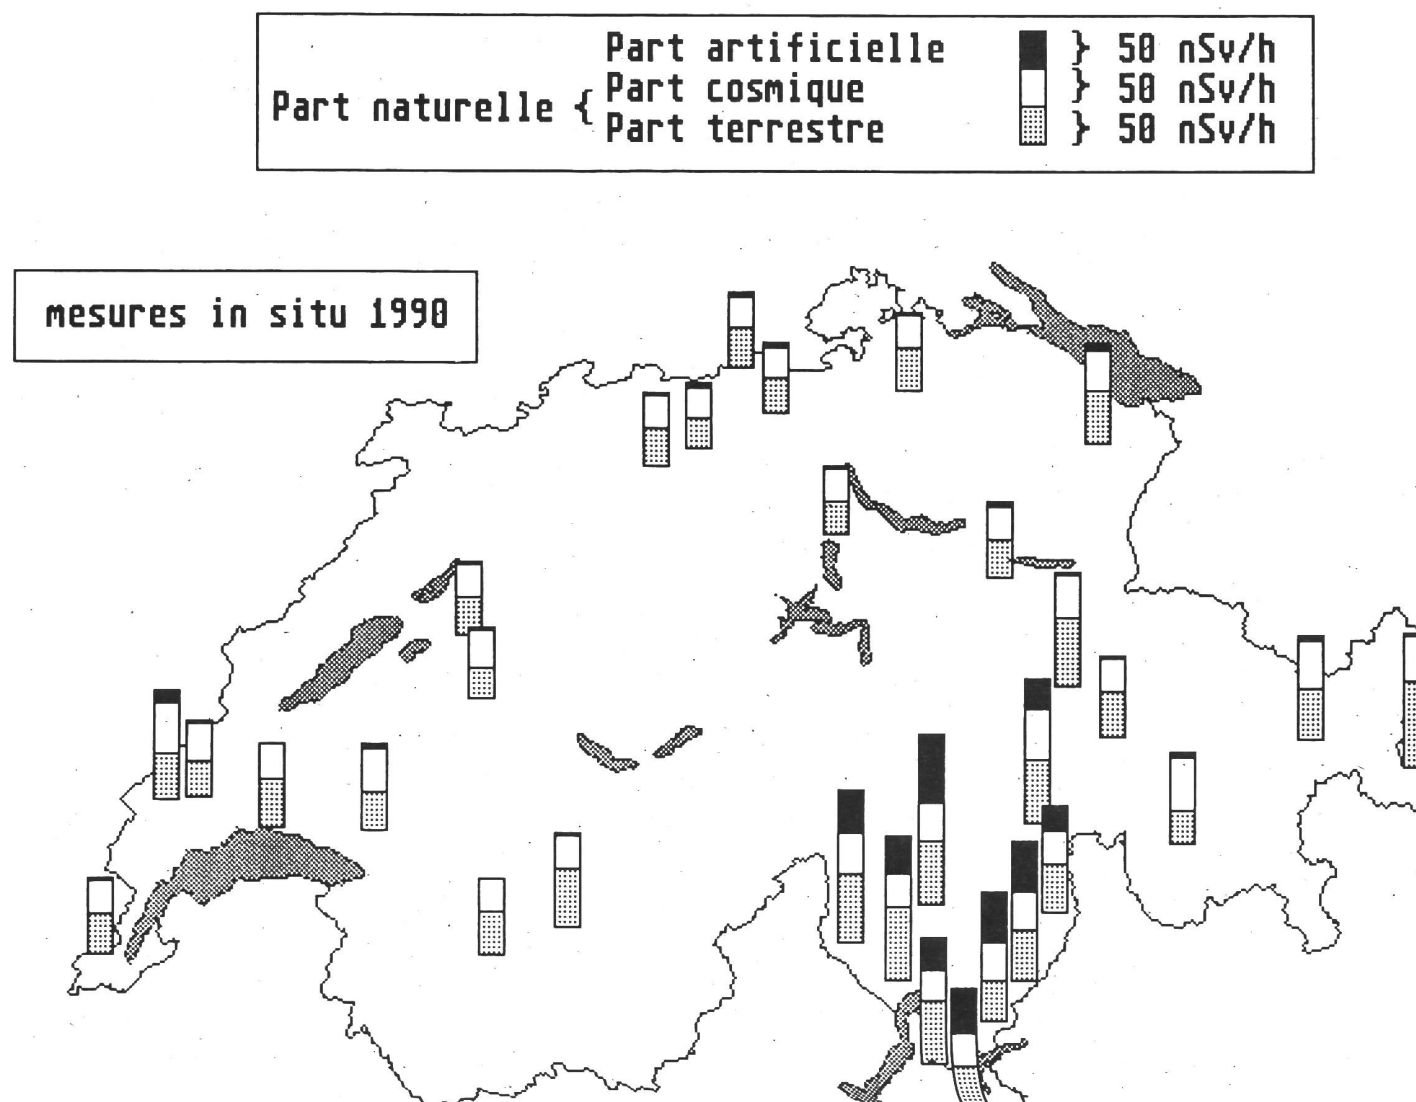 Part artificielle } 50 nSv/h
Part cosmique } 50 nSv/h
Part naturelle {
Part terrestre } 50 nSv/h
mesures in situ 1990